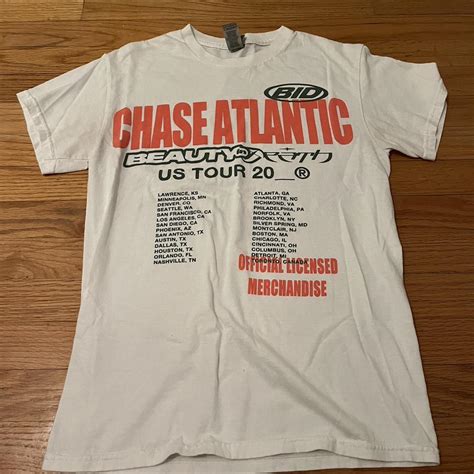 BID
CHASE ATLANTIC
BEAUTY in Death
US TOUR 20__®
LAWRENCE, KS
MINNEAPOLIS, MN
DENVER, CO
SEATTLE, WA
SAN FRANCISCO, CA
LOS ANGELES, CA
SAN DIEGO, CA
PHOENIX, AZ
SAN ANTONIO, TX
AUSTIN, TX
DALLAS, TX
HOUSTON, TX
ORLANDO, FL
NASHVILLE, TN
ATLANTA, GA
CHARLOTTE, NC
RICHMOND, VA
PHILADELPHIA, PA
NORFOLK, VA
BROOKLYN, NY
SILVER SPRING, MD
MONTCLAIR, NJ
BOSTON, MA
CHICAGO, IL
CINCINNATI, OH
COLUMBUS, OH
DETROIT, MI
TORONTO, CANADA
OFFICIAL LICENSED
MERCHANDISE